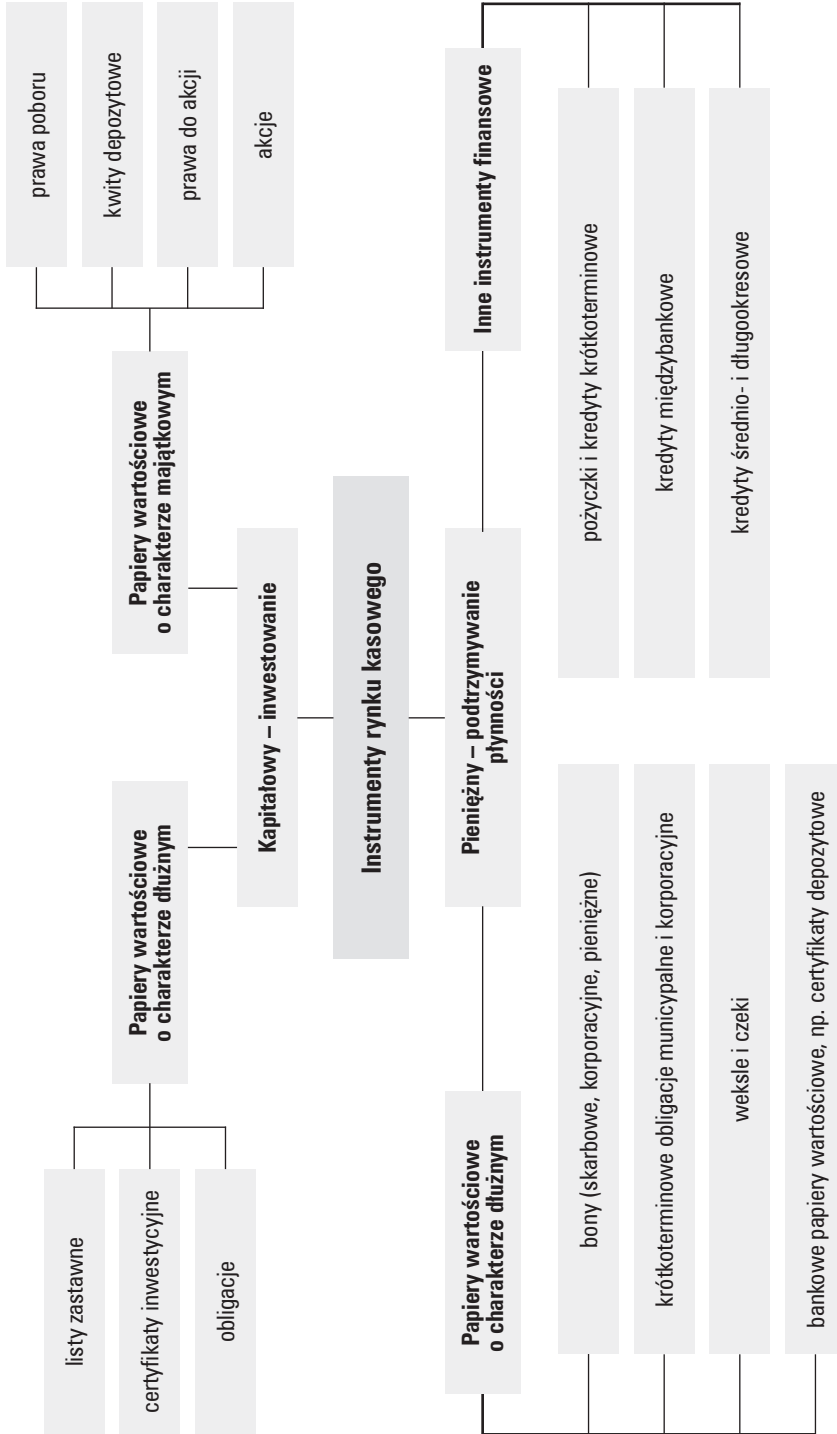 listy zastawne
certyfikaty inwestycyjne
obligacje
Papiery wartościowe
o charakterze dłużnym
Papiery wartościowe
o charakterze majątkowym
prawa poboru
kwity depozytowe
prawa do akcji
akcje
Kapitałowy – inwestowanie
Instrumenty rynku kasowego
Pieniężny – podtrzymywanie
płynności
Papiery wartościowe
o charakterze dłużnym
bony (skarbowe, korporacyjne, pieniężne)
krótkoterminowe obligacje municypalne i korporacyjne
weksle i czeki
bankowe papiery wartościowe, np. certyfikaty depozytowe
Inne instrumenty finansowe
pożyczki i kredyty krótkoterminowe
kredyty międzybankowe
kredyty średnio- i długookresowe